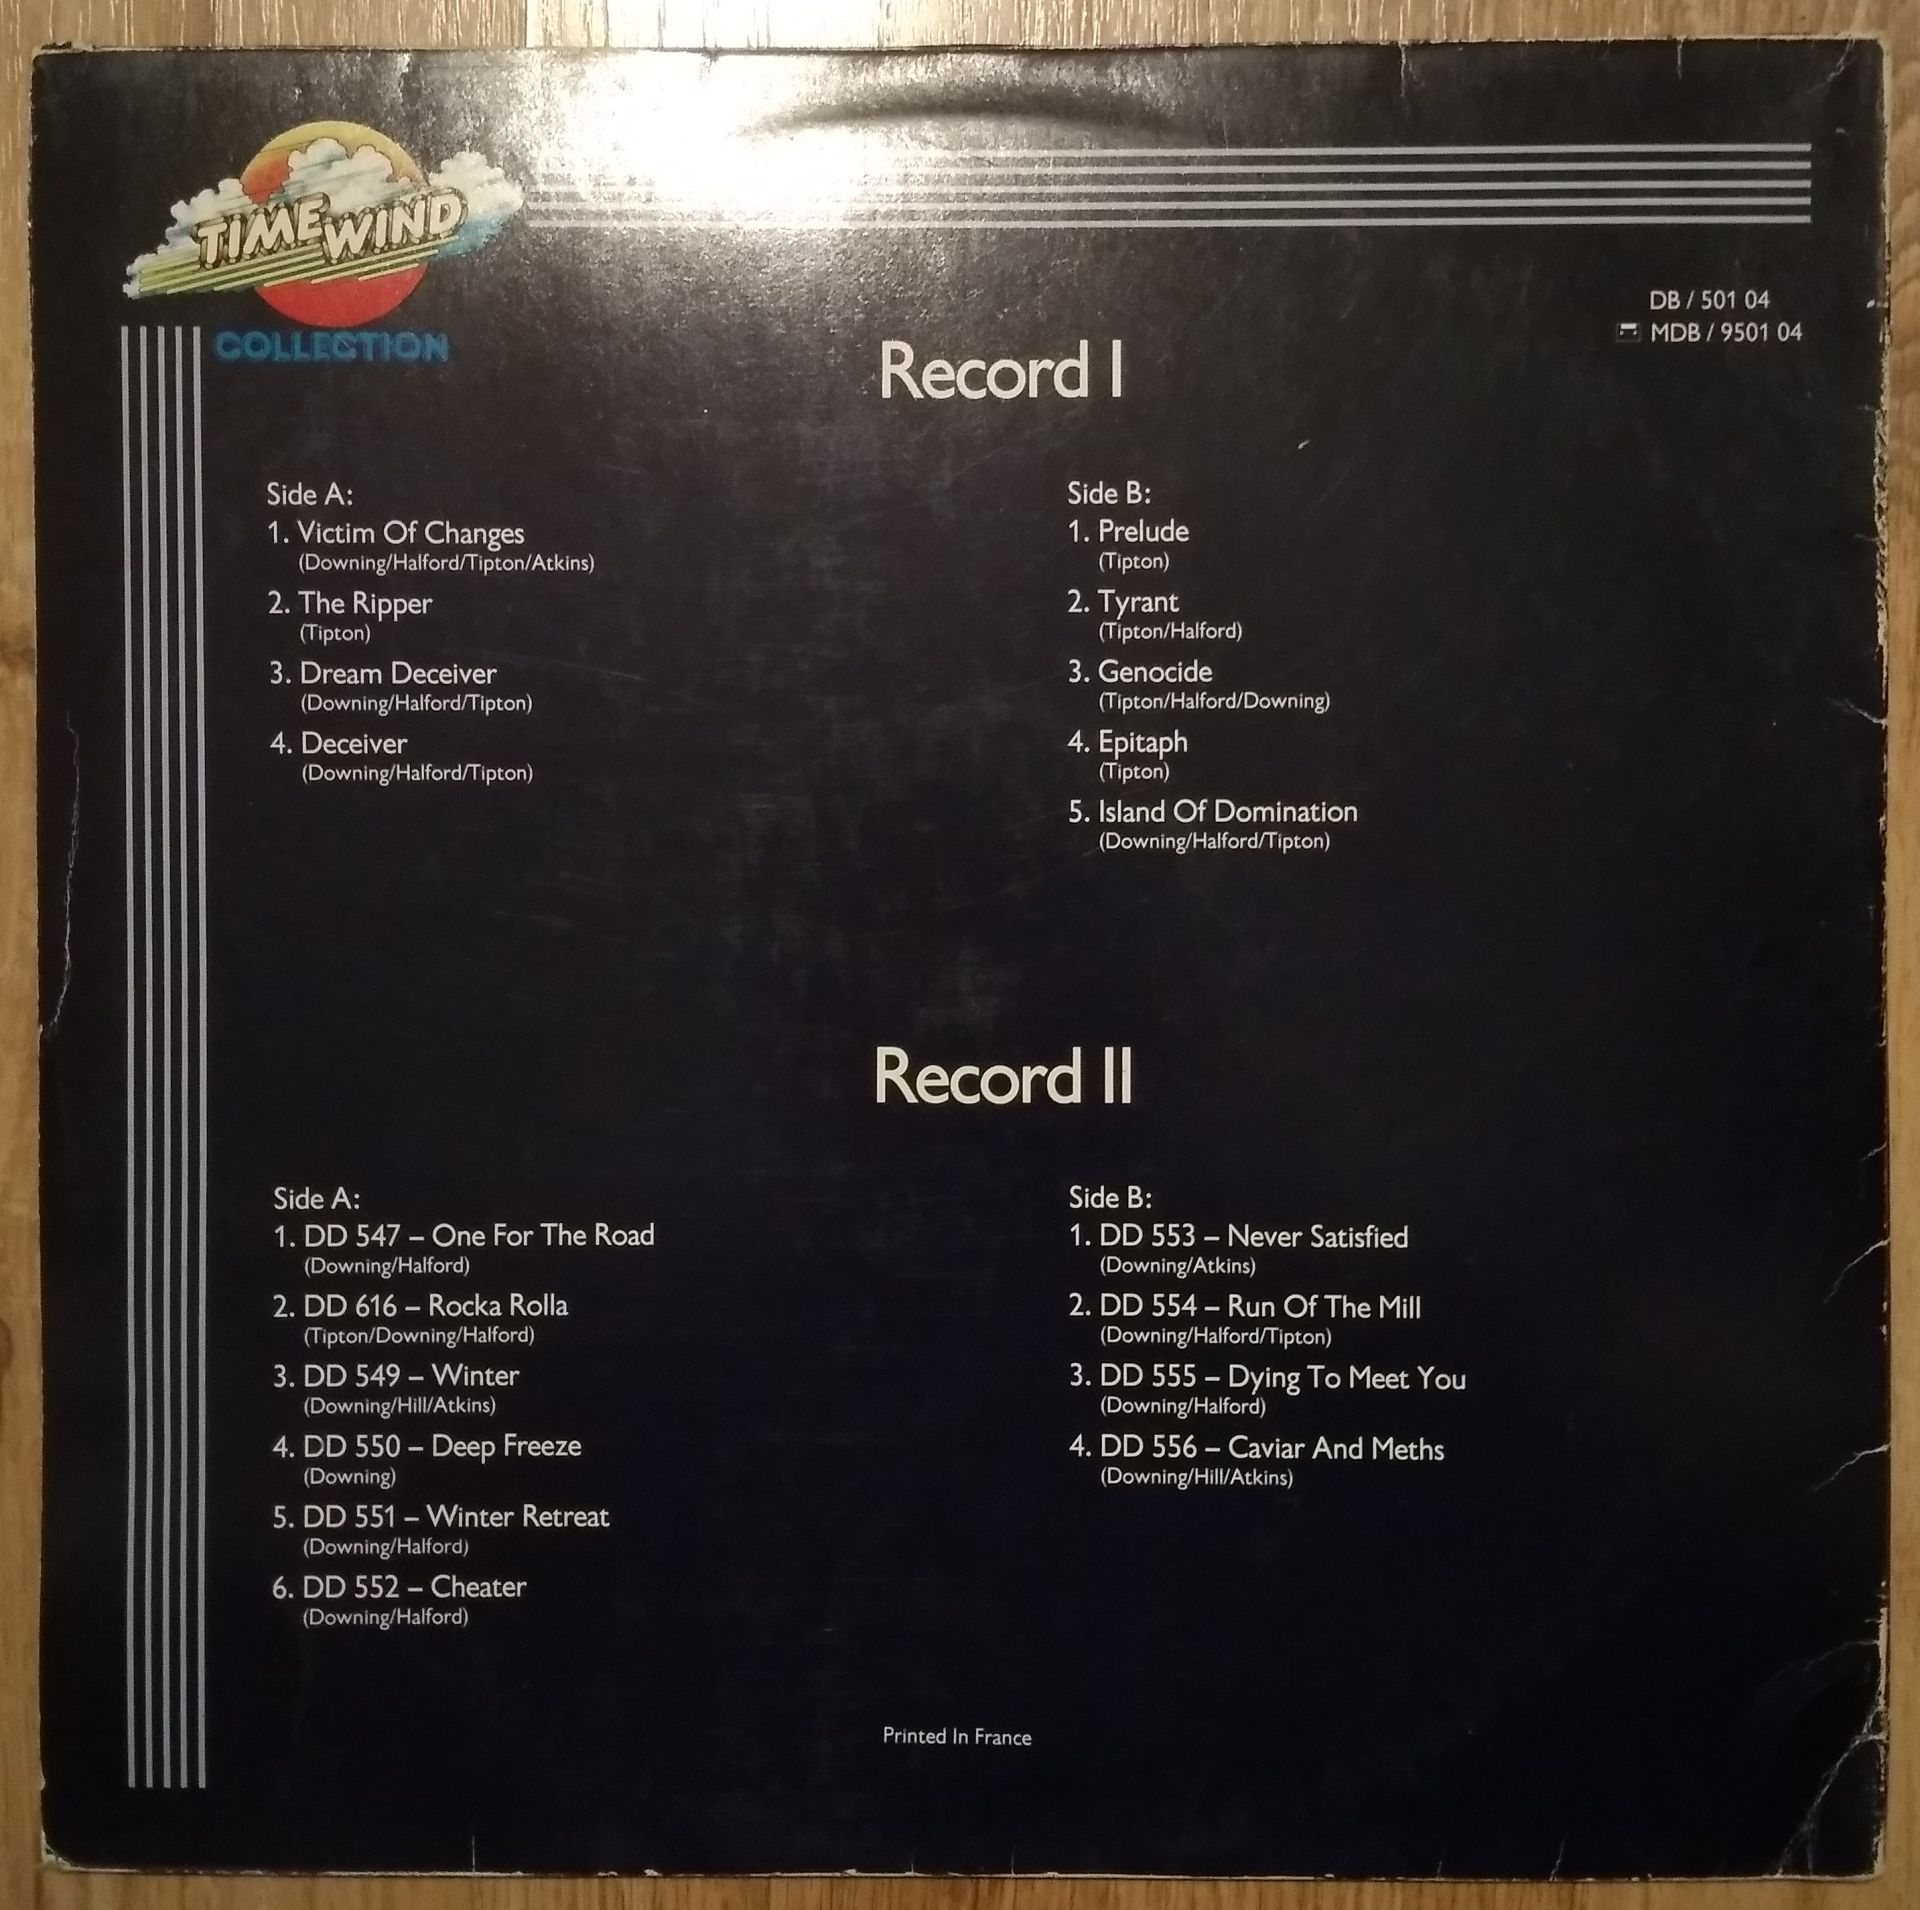 TIMEWIND
COLLECTION
DB / 501 04
MDB / 9501 04
Record I
Side A:
1. Victim Of Changes
(Downing/Halford/Tipton/Atkins)
2. The Ripper
(Tipton)
3. Dream Deceiver
(Downing/Halford/Tipton)
4. Deceiver
(Downing/Halford/Tipton)
Side B:
1. Prelude
(Tipton)
2. Tyrant
(Tipton/Halford)
3. Genocide
(Tipton/Halford/Downing)
4. Epitaph
(Tipton)
5. Island Of Domination
(Downing/Halford/Tipton)
Record II
Side A:
1. DD 547 – One For The Road
(Downing/Halford)
2. DD 616 – Rocka Rolla
(Tipton/Downing/Halford)
3. DD 549 – Winter
(Downing/Hill/Atkins)
4. DD 550 – Deep Freeze
(Downing)
5. DD 551 – Winter Retreat
(Downing/Halford)
6. DD 552 – Cheater
(Downing/Halford)
Side B:
1. DD 553 – Never Satisfied
(Downing/Atkins)
2. DD 554 – Run Of The Mill
(Downing/Halford/Tipton)
3. DD 555 – Dying To Meet You
(Downing/Halford)
4. DD 556 – Caviar And Meths
(Downing/Hill/Atkins)
Printed In France